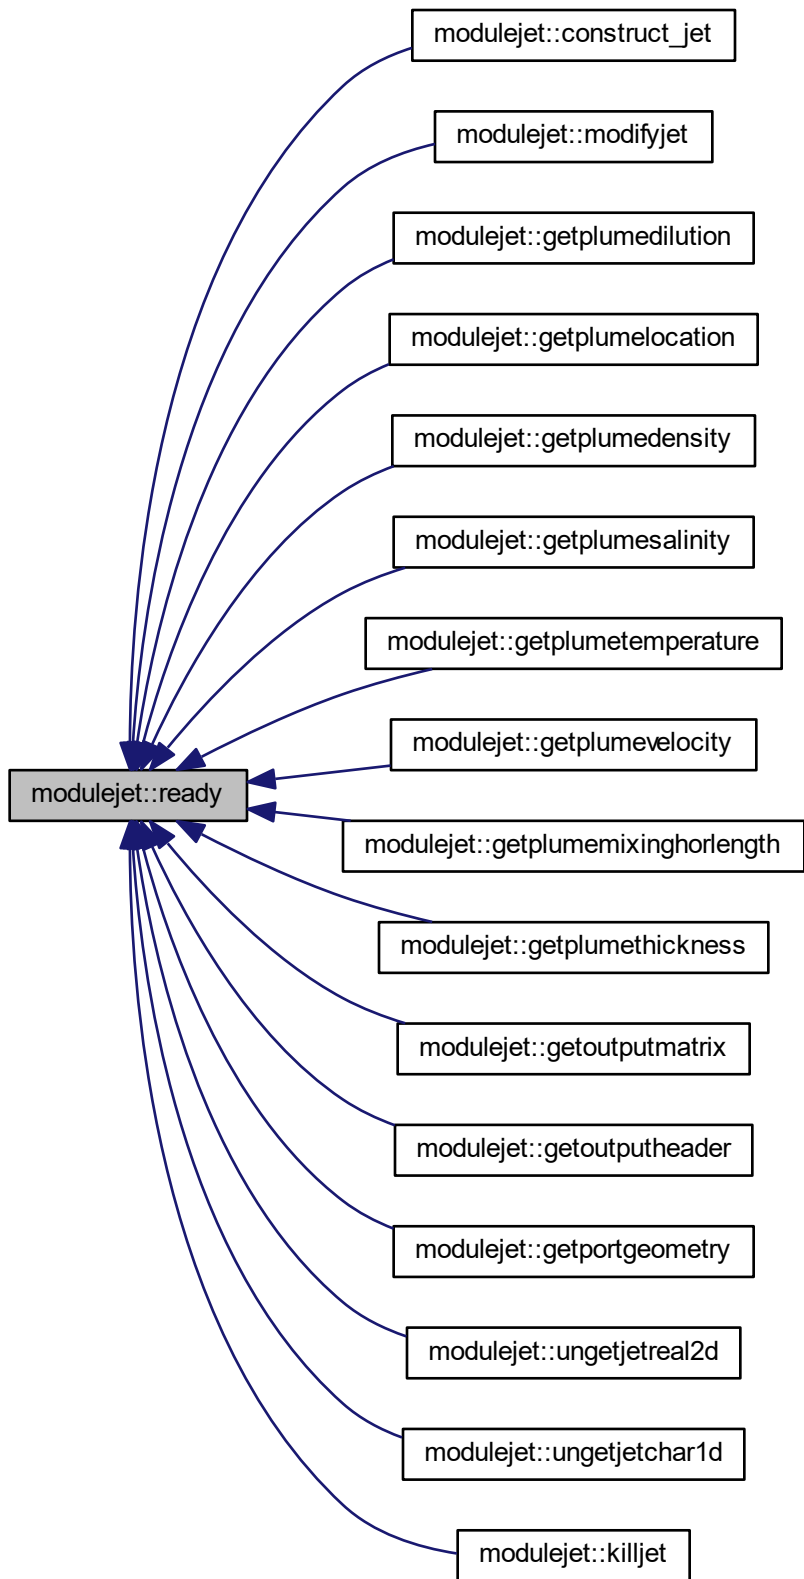 modulejet::construct_jet
modulejet::modifyjet
modulejet::getplumedilution
modulejet::getplumelocation
modulejet::getplumedensity
modulejet::getplumesalinity
modulejet::getplumetemperature
modulejet::getplumevelocity
modulejet::ready
modulejet::getplumemixinghorlength
modulejet::getplumethickness
modulejet::getoutputmatrix
modulejet::getoutputheader
modulejet::getportgeometry
modulejet::ungetjetreal2d
modulejet::ungetjetchar1d
modulejet::killjet